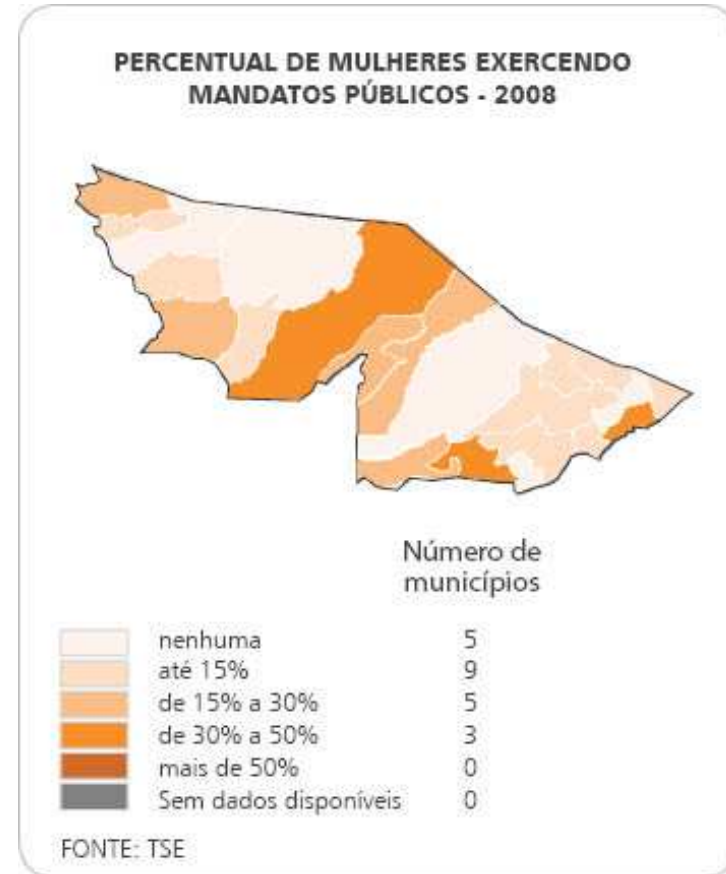 PERCENTUAL DE MULHERES EXERCENDO
MANDATOS PÚBLICOS - 2008
Número de
municípios
nenhuma 5
até 15% 9
de 15% a 30% 5
de 30% a 50% 3
mais de 50% 0
Sem dados disponíveis 0
FONTE: TSE